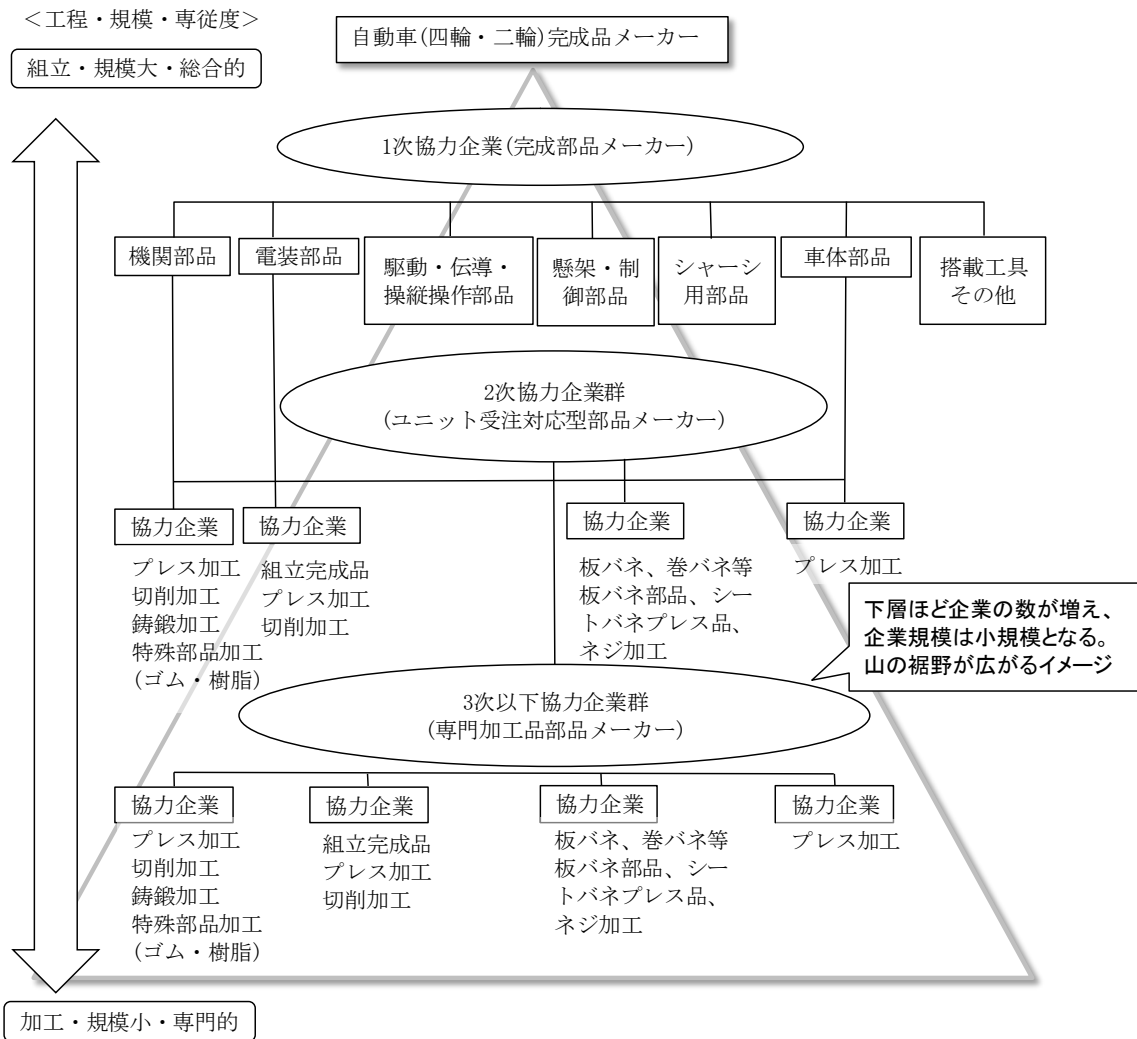 ＜工程・規模・専従度＞
組立・規模大・総合的
自動車(四輪・二輪)完成品メーカー
1次協力企業(完成部品メーカー)
機関部品
電装部品
駆動・伝導・
操縦操作部品
懸架・制
御部品
シャーシ
用部品
車体部品
搭載工具
その他
2次協力企業群
(ユニット受注対応型部品メーカー)
協力企業
プレス加工
切削加工
鋳鍛加工
特殊部品加工
(ゴム・樹脂)
協力企業
組立完成品
プレス加工
切削加工
協力企業
板バネ、巻バネ等
板バネ部品、シー
トバネプレス品、
ネジ加工
協力企業
プレス加工
下層ほど企業の数が増え、
企業規模は小規模となる。
山の裾野が広がるイメージ
3次以下協力企業群
(専門加工品部品メーカー)
協力企業
プレス加工
切削加工
鋳鍛加工
特殊部品加工
(ゴム・樹脂)
協力企業
組立完成品
プレス加工
切削加工
協力企業
板バネ、巻バネ等
板バネ部品、シー
トバネプレス品、
ネジ加工
協力企業
プレス加工
加工・規模小・専門的